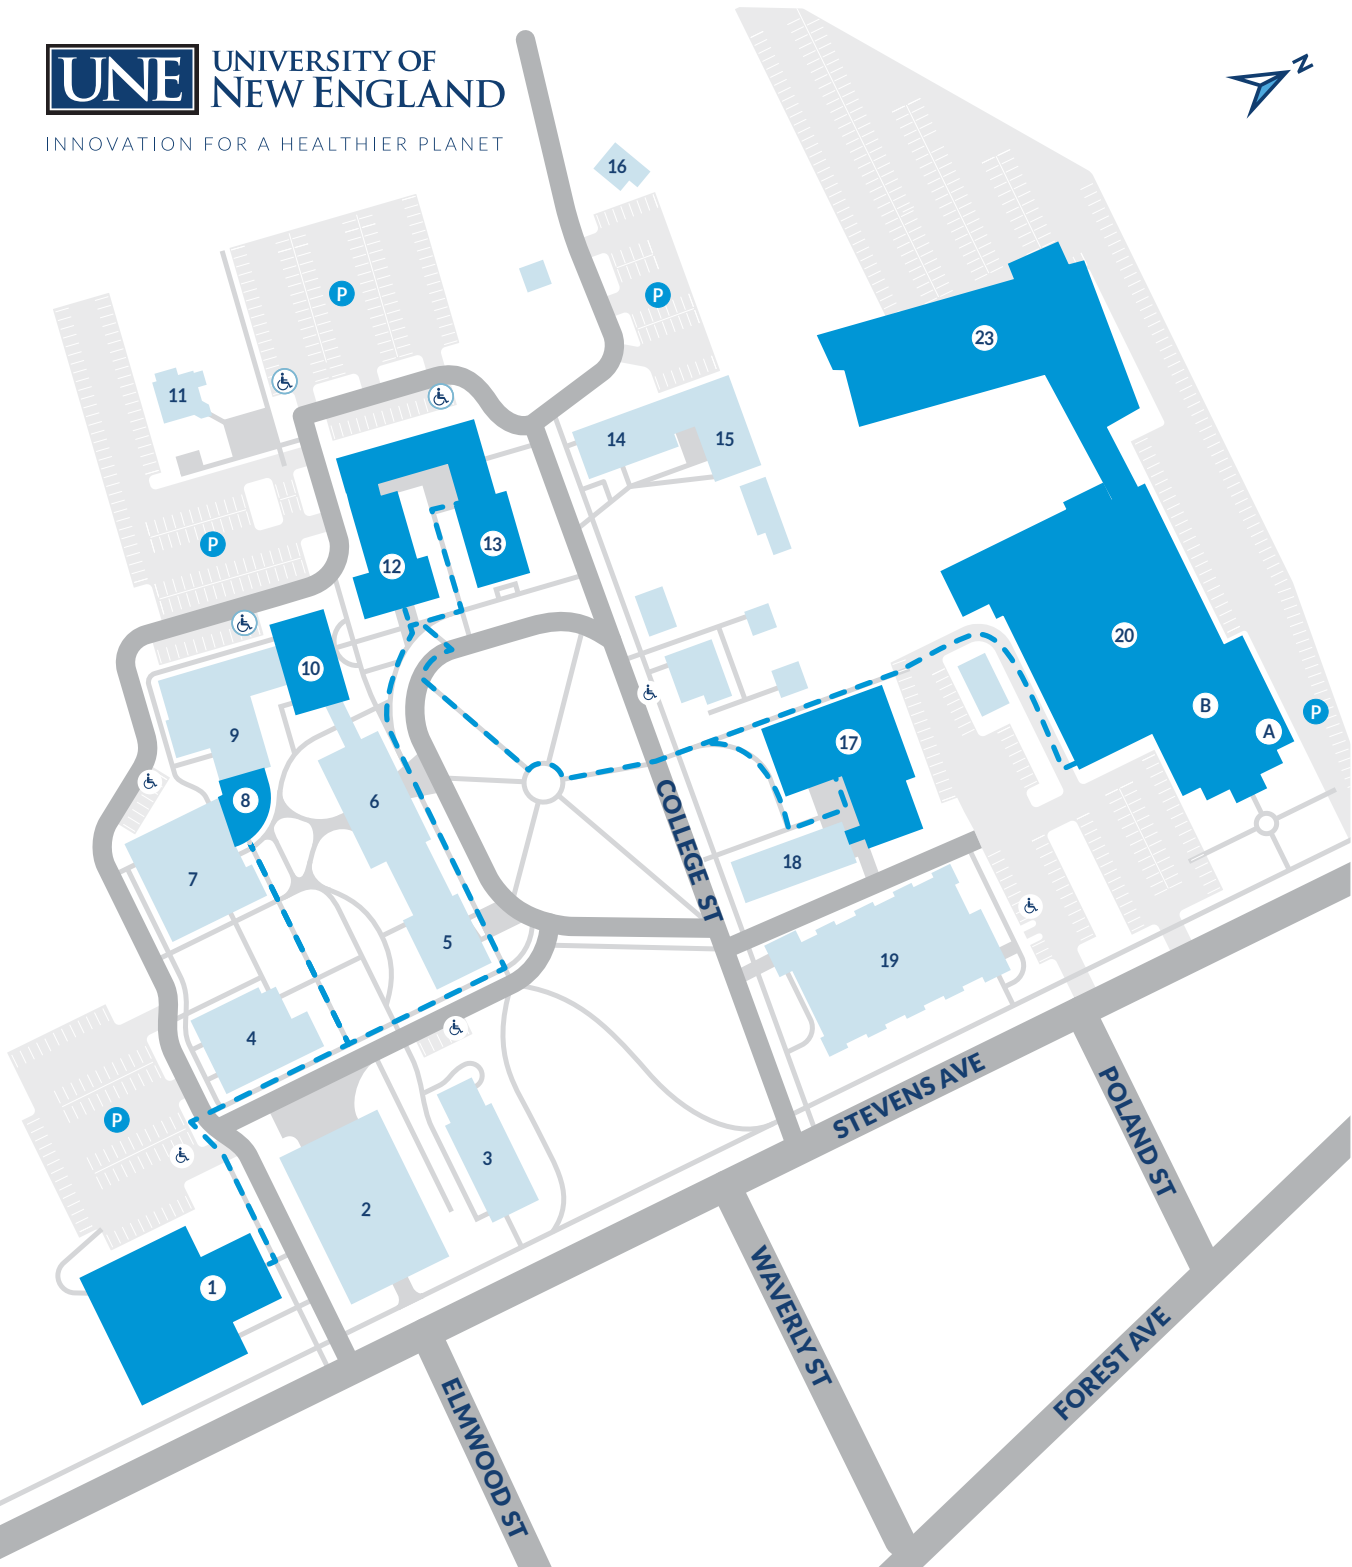 UNE
UNIVERSITY OF
NEW ENGLAND
INNOVATION FOR A HEALTHIER PLANET
N
16
P
P
23
11
14
15
P
13
12
20
10
B
P
A
9
17
8
6
COLLEGE ST
18
7
5
19
4
STEVENS AVE
POLAND ST
P
3
2
1
WAVERLY ST
FOREST AVE
ELMWOOD ST